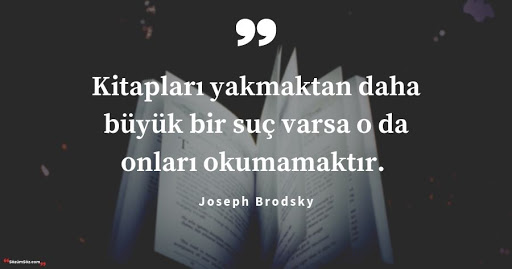 Kitapları yakmaktan daha
büyük bir suç varsa o da
onları okumamaktır.
Joseph Brodsky